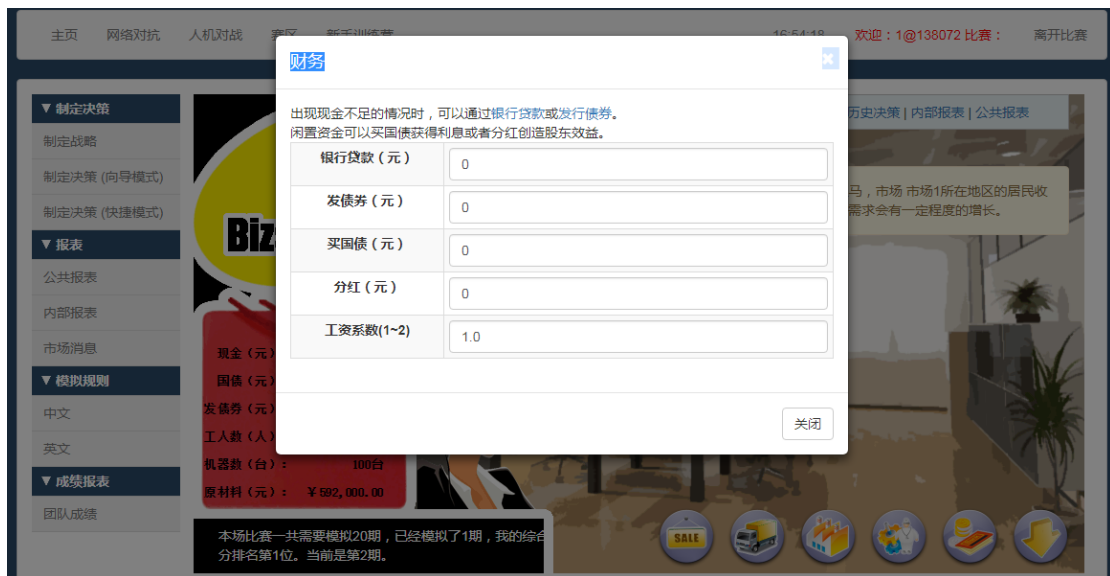 主页 网络对抗 人机对战 赛区 新手训练营 16:54:18 欢迎：1@138072 比赛： 离开比赛
财务
出现现金不足的情况时，可以通过银行贷款或发行债券。
闲置资金可以买国债获得利息或者分红创造股东效益。
银行贷款（元） 0
发债券（元） 0
买国债（元） 0
分红（元） 0
工资系数(1~2) 1.0
关闭
▼ 制定决策
制定战略
制定决策 (向导模式)
制定决策 (快捷模式)
▼ 报表
公共报表
内部报表
市场消息
▼ 模拟规则
中文
英文
▼ 成绩报表
团队成绩
历史决策 | 内部报表 | 公共报表
马，市场 市场1所在地区的居民收
需求会有一定程度的增长。
Biz
现金（元）
国债（元）
发债券（元）
工人数（人）
机器数（台）： 100台
原材料（元）： ￥592,000.00
本场比赛一共需要模拟20期，已经模拟了1期，我的综合
分排名第1位。当前是第2期。
SALE